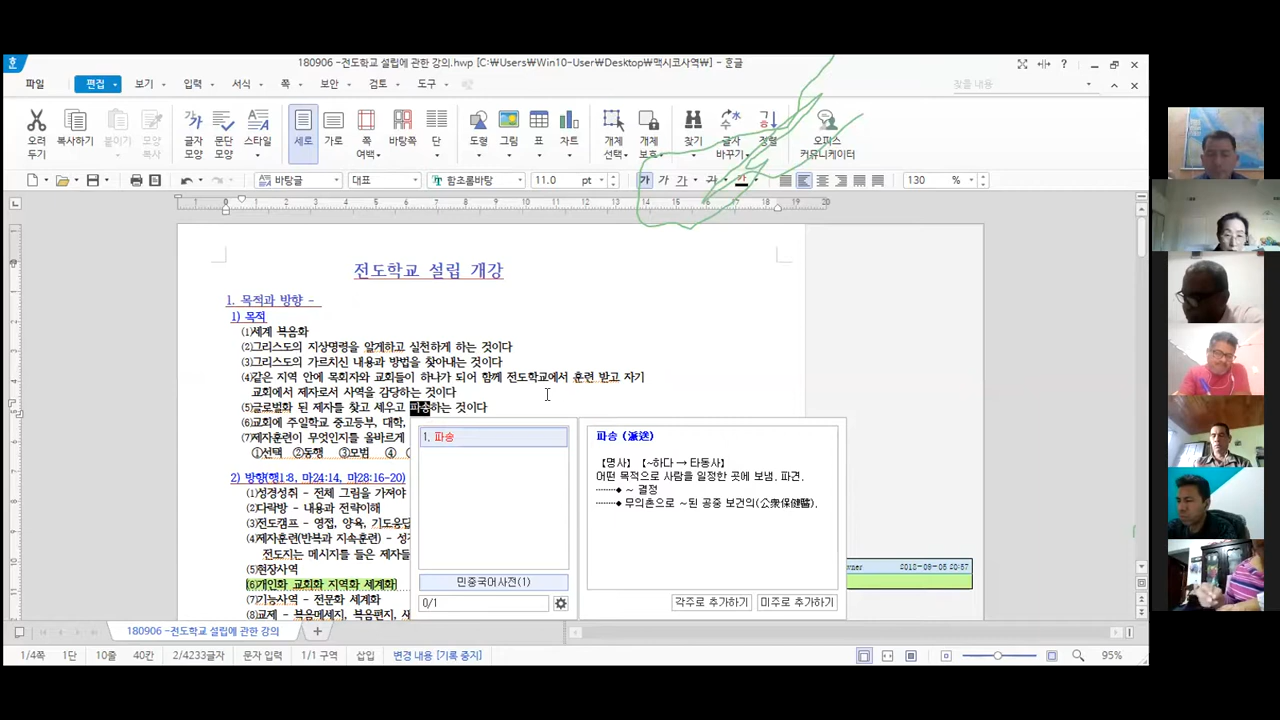 180906 -전도학교 설립에 관한 강의.hwp [C:₩Users₩Win10-User₩Desktop₩맥시코사역₩] - 훈글
파일 편집 보기 입력 서식 쪽 보안 검토 도구 찾을 내용
오려 두기 복사하기 붙이기 모양 복사 글자 모양 문단 모양 스타일 세로 가로 쪽 여백 바탕쪽 단 도형 그림 표 차트 개체 선택 개체 보호 찾기 글자 바꾸기 정렬 오피스 커뮤니케이터
바탕글 대표 함초롬바탕 11.0 pt 가 가 가 가 가 130 %
전도학교 설립 개강
1. 목적과 방향 -
1) 목적
(1)세계 복음화
(2)그리스도의 지상명령을 알게하고 실천하게 하는 것이다
(3)그리스도의 가르치신 내용과 방법을 찾아내는 것이다
(4)같은 지역 안에 목회자와 교회들이 하나가 되어 함께 전도학교에서 훈련 받고 자기
교회에서 제자로서 사역을 감당하는 것이다
(5)글로벌화 된 제자를 찾고 세우고 파송하는 것이다
(6)교회에 주일학교 중고등부, 대학,
(7)제자훈련이 무엇인지를 올바르게
①선택 ②동행 ③모범 ④
2) 방향(행1:8, 마24:14, 마28:16-20)
(1)성경성취 - 전체 그림을 가져야
(2)다락방 - 내용과 전략이해
(3)전도캠프 - 영접, 양육, 기도응답
(4)제자훈련(반복과 지속훈련) - 성
전도지는 메시지를 들은 제자들
(5)현장사역
(6)개인화 교회화 지역화 세계화
(7)기능사역 - 전문화 세계화
(8)교제 - 복음메세지, 복음편지, 새
1. 파송
민중국어사전(1)
0/1
파송 (派送)
【명사】【~하다 → 타동사】
어떤 목적으로 사람을 일정한 곳에 보냄. 파견.
┈┈◆ ~ 결정
┈┈◆ 무의촌으로 ~된 공중 보건의(公衆保健醫).
각주로 추가하기 미주로 추가하기
wner 2018-09-05 20:57
180906 -전도학교 설립에 관한 강의
1/4쪽 1단 10줄 40칸 2/4233글자 문자 입력 1/1 구역 삽입 변경 내용 [기록 중지] 95%